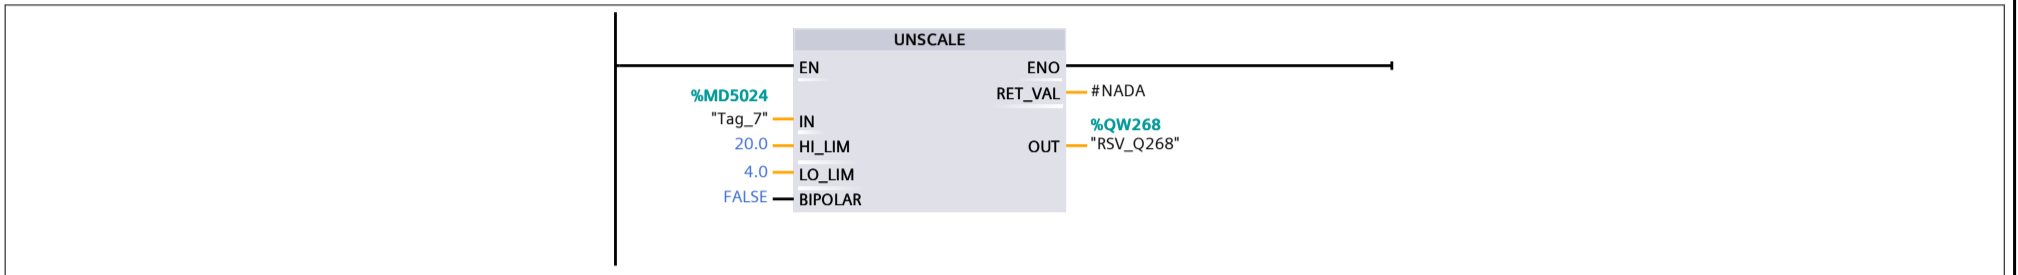 UNSCALE
EN ENO
%MD5024 RET_VAL #NADA
"Tag_7" IN %QW268
20.0 HI_LIM OUT "RSV_Q268"
4.0 LO_LIM
FALSE BIPOLAR